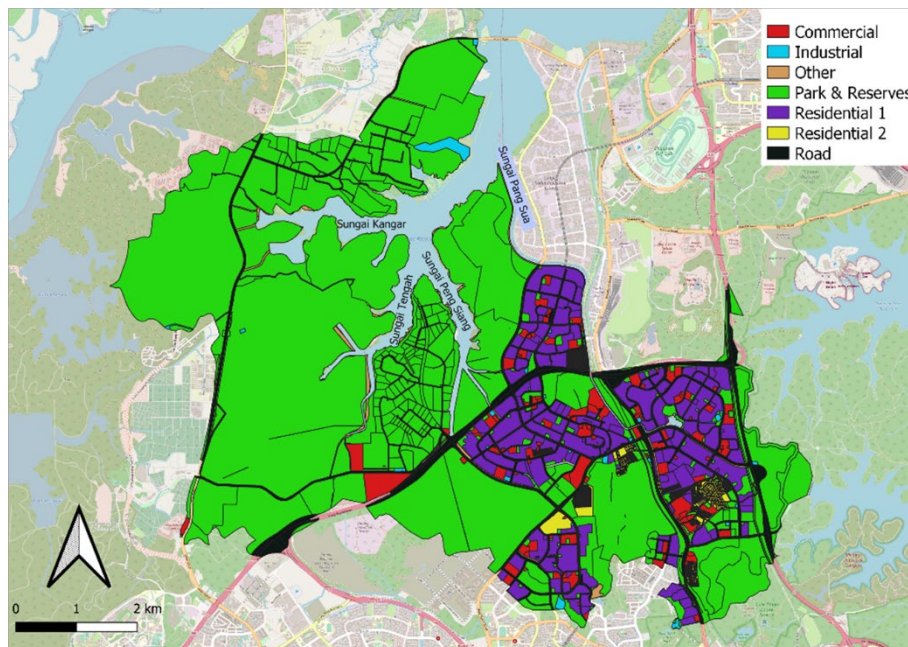 Commercial
Industrial
Other
Park & Reserves
Residential 1
Residential 2
Road
Sungai Pang Sua
Sungai Kangar
Sungai Tengah
Sungai Peng Siang
0 1 2 km